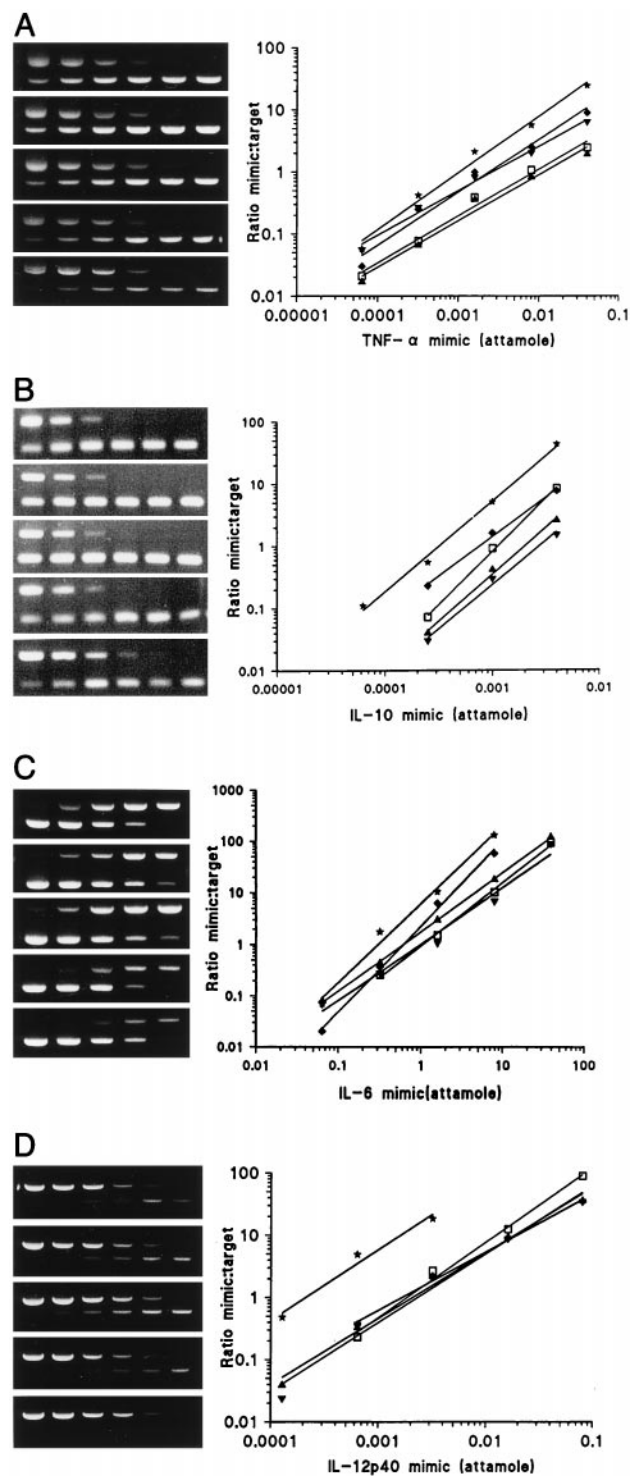 A
100
10
1
0.1
0.01
Ratio mimic:target
0.00001 0.0001 0.001 0.01 0.1
TNF- α mimic (attamole)
B
100
10
1
0.1
0.01
Ratio mimic:target
0.00001 0.0001 0.001 0.01
IL-10 mimic (attamole)
C
1000
100
10
1
0.1
0.01
Ratio mimic:target
0.01 0.1 1 10 100
IL-6 mimic(attamole)
D
100
10
1
0.1
0.01
Ratio mimic:target
0.0001 0.001 0.01 0.1
IL-12p40 mimic (attamole)